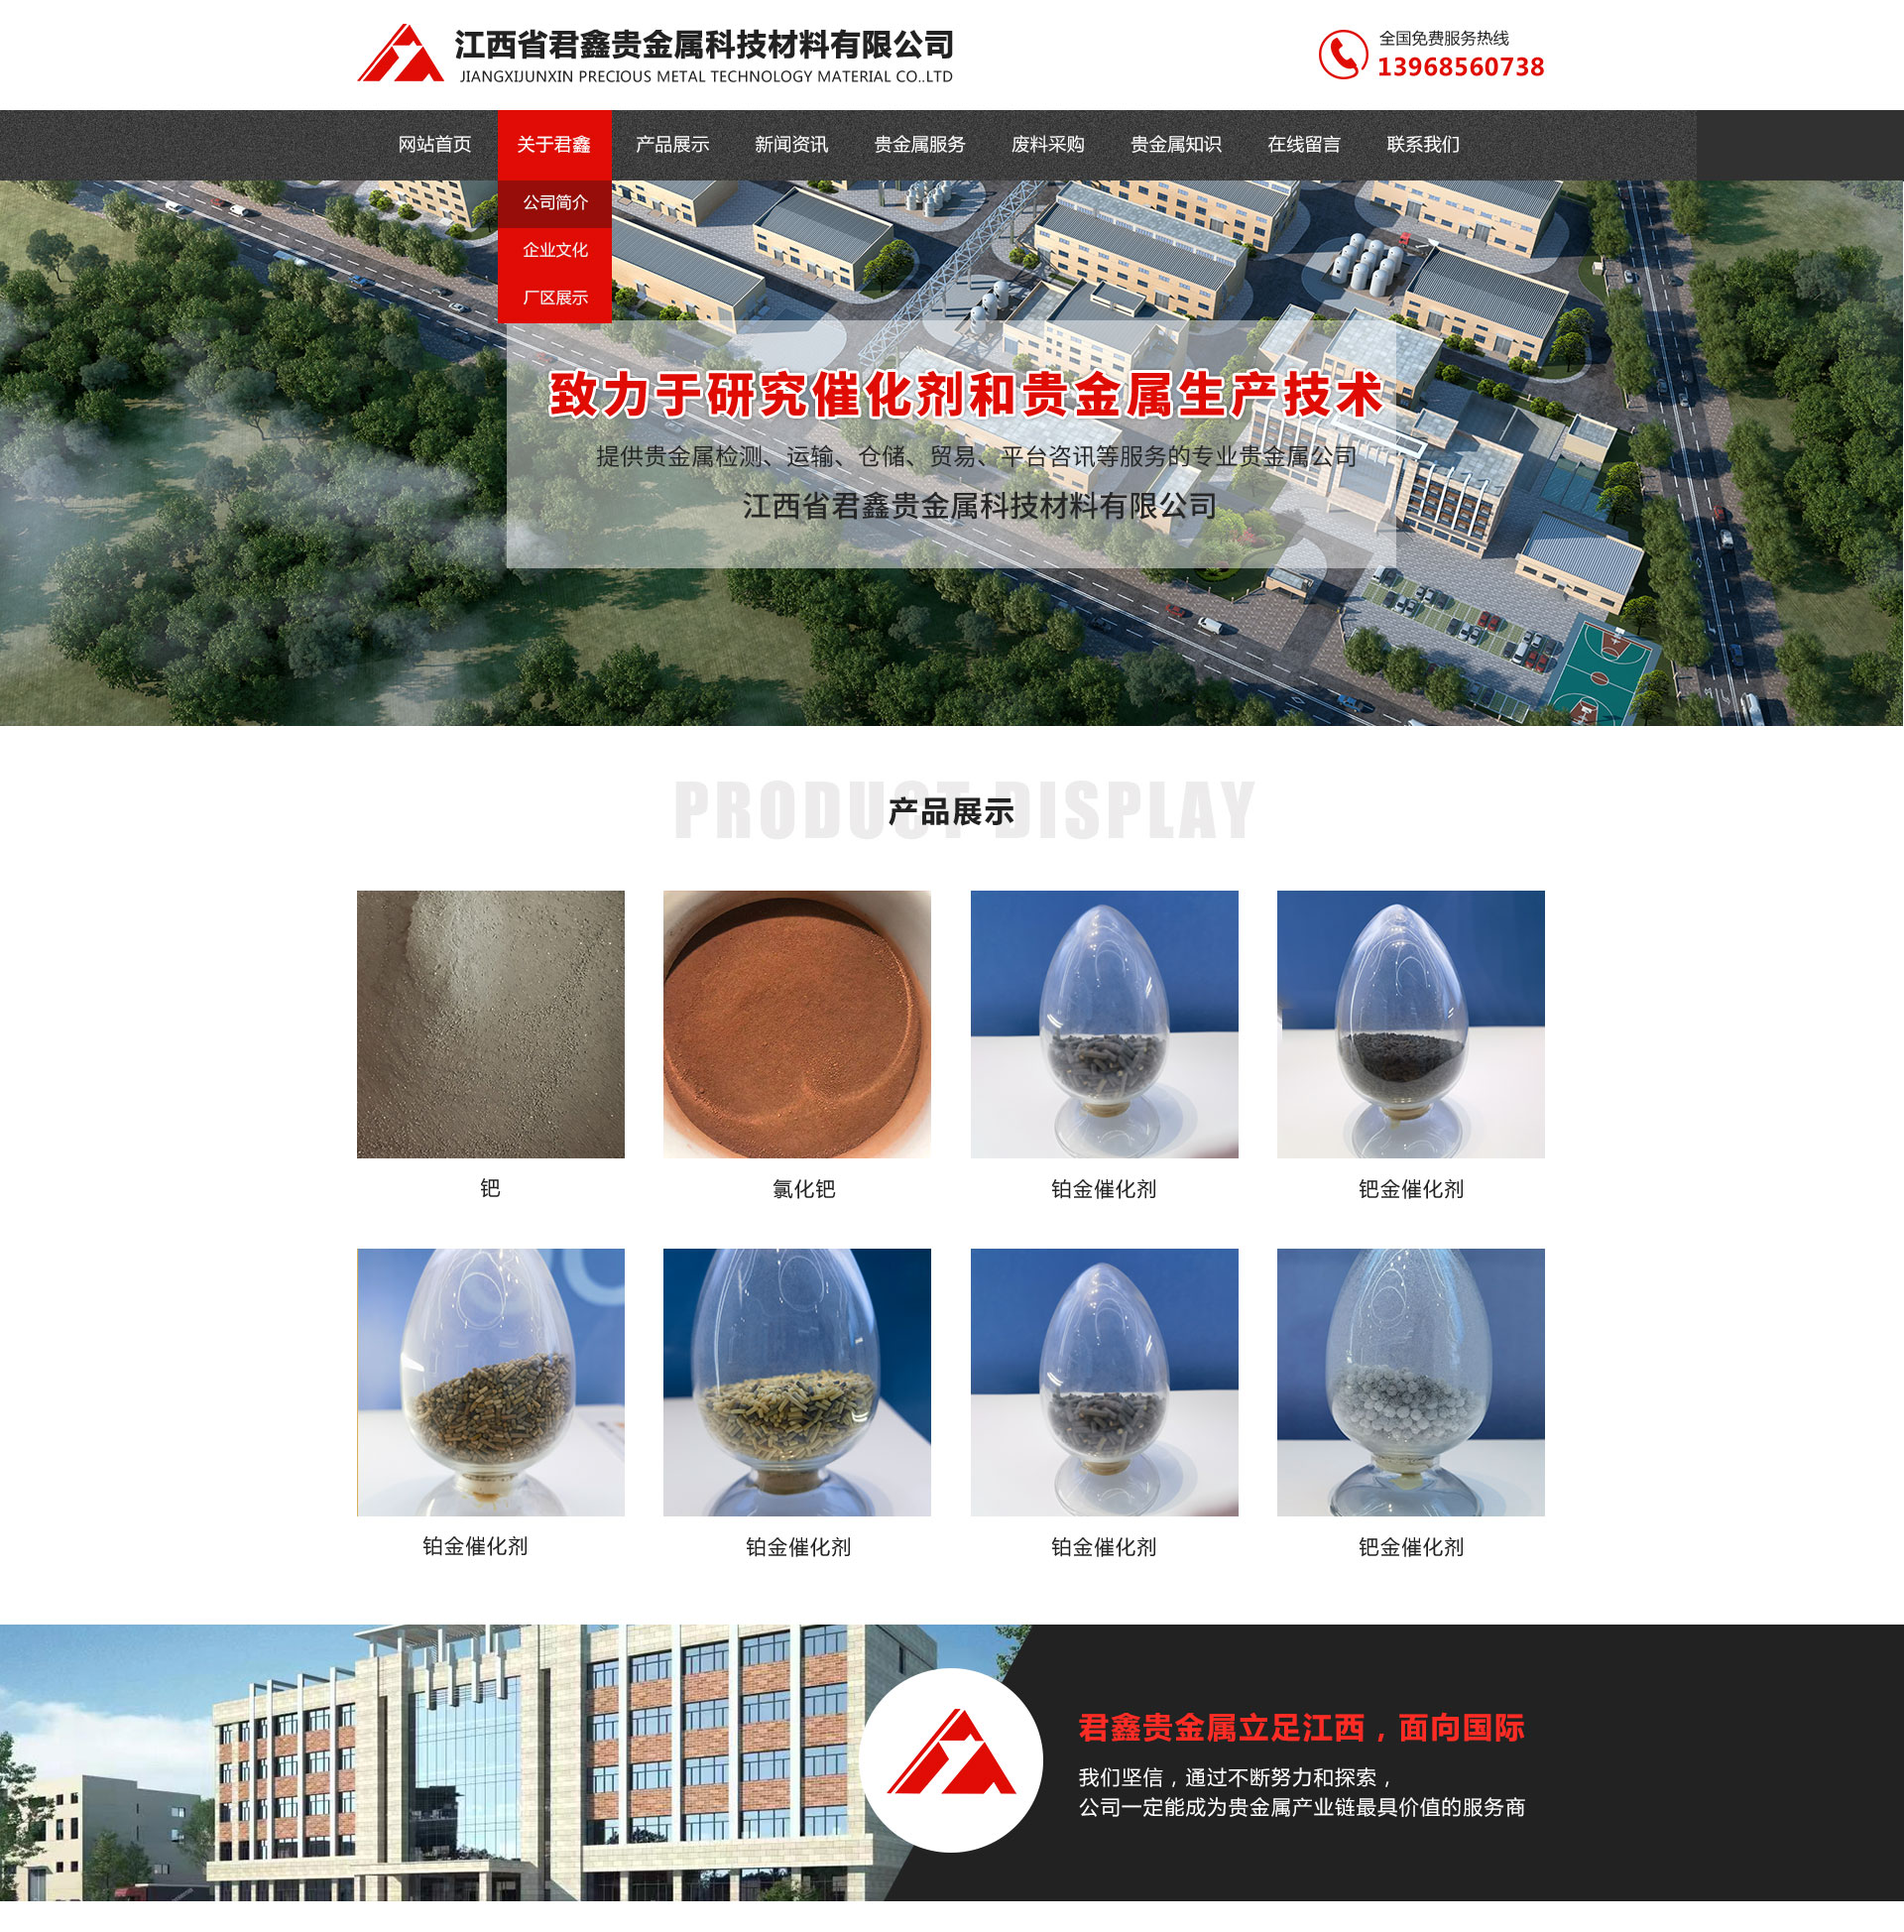 江西省君鑫贵金属科技材料有限公司
JIANGXIJUNXIN PRECIOUS METAL TECHNOLOGY MATERIAL CO..LTD
全国免费服务热线
13968560738
网站首页 关于君鑫 产品展示 新闻资讯 贵金属服务 废料采购 贵金属知识 在线留言 联系我们
公司简介
企业文化
厂区展示
致力于研究催化剂和贵金属生产技术
提供贵金属检测、运输、仓储、贸易、平台咨讯等服务的专业贵金属公司
江西省君鑫贵金属科技材料有限公司
PRODUCT DISPLAY
产品展示
钯 氯化钯 铂金催化剂 钯金催化剂
铂金催化剂 铂金催化剂 铂金催化剂 钯金催化剂
君鑫贵金属立足江西，面向国际
我们坚信，通过不断努力和探索，
公司一定能成为贵金属产业链最具价值的服务商